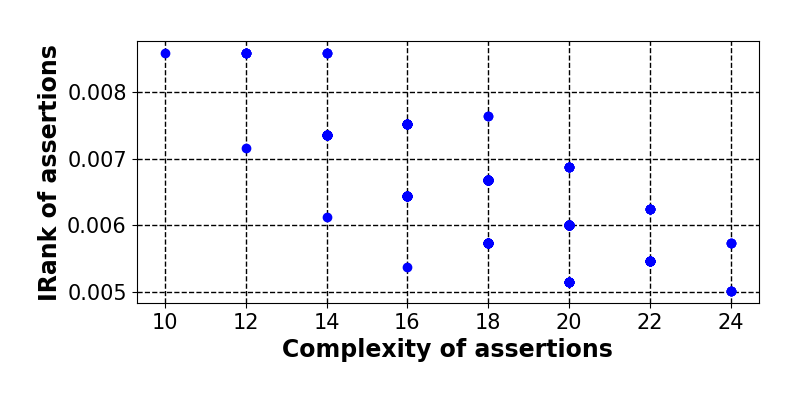 IRank of assertions
0.008
0.007
0.006
0.005
10 12 14 16 18 20 22 24
Complexity of assertions